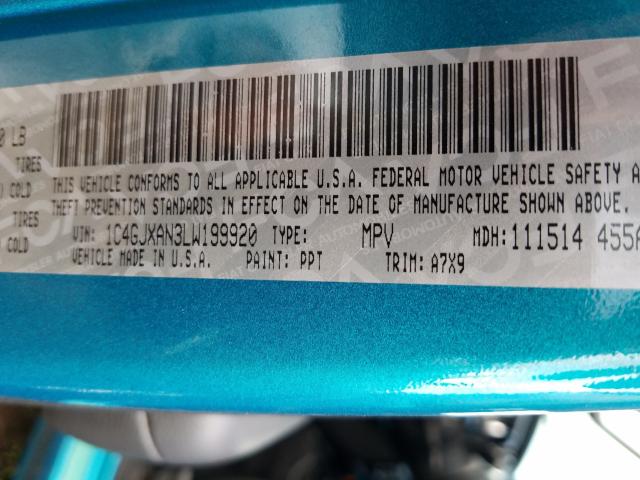 0 LB
TIRES
COLD
TIRES
COLD
THIS VEHICLE CONFORMS TO ALL APPLICABLE U.S.A. FEDERAL MOTOR VEHICLE SAFETY A
THEFT PREVENTION STANDARDS IN EFFECT ON THE DATE OF MANUFACTURE SHOWN ABOVE.
VIN: 1C4GJXAN3LW199920 TYPE: MPV MDH: 111514 455A
VEHICLE MADE IN U.S.A. PAINT: PPT TRIM: A7X9